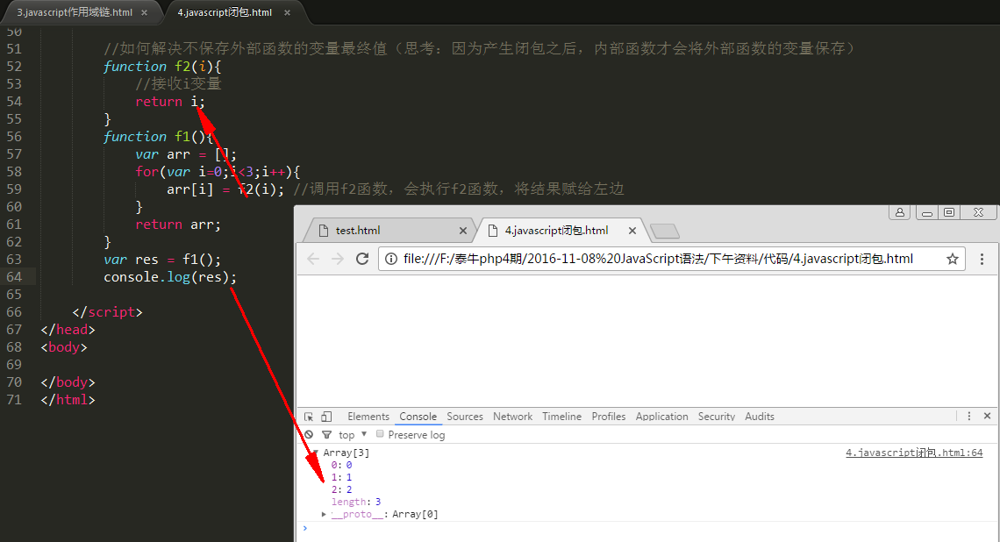 3.javascript作用域链.html ×
4.javascript闭包.html ×
50
51 //如何解决不保存外部函数的变量最终值（思考：因为产生闭包之后，内部函数才会将外部函数的变量保存）
52 function f2(i){
53 //接收i变量
54 return i;
55 }
56 function f1(){
57 var arr = [];
58 for(var i=0;i<3;i++){
59 arr[i] = f2(i); //调用f2函数，会执行f2函数，将结果赋给左边
60 }
61 return arr;
62 }
63 var res = f1();
64 console.log(res);
65
66 </script>
67 </head>
68 <body>
69
70 </body>
71 </html>
test.html ×
4.javascript闭包.html ×
file:///F:/泰牛php4期/2016-11-08%20JavaScript语法/下午资料/代码/4.javascript闭包.html
Elements Console Sources Network Timeline Profiles Application Security Audits
top ▼ Preserve log
▼ Array[3] 4.javascript闭包.html:64
0: 0
1: 1
2: 2
length: 3
▶ __proto__: Array[0]
>